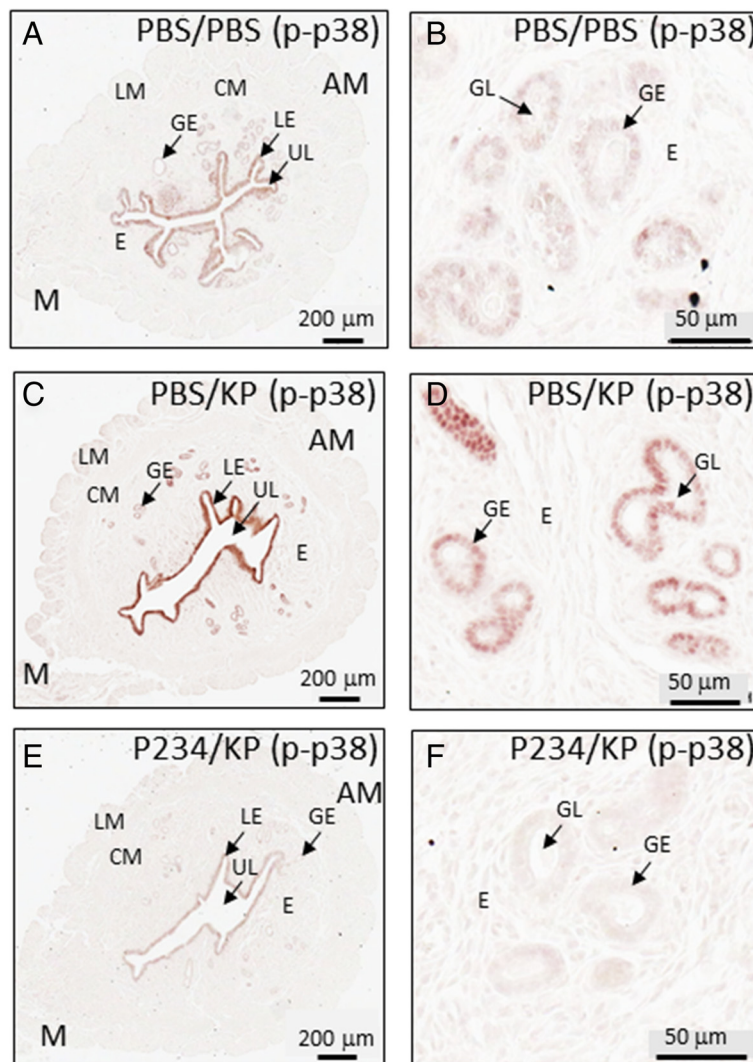 A PBS/PBS (p-p38)
LM CM AM
GE LE
UL
E
M
200 µm
B PBS/PBS (p-p38)
GL GE
E
50 µm
C PBS/KP (p-p38)
AM
LM
GE LE
CM UL
E
M
200 µm
D PBS/KP (p-p38)
GL
GE E
50 µm
E P234/KP (p-p38)
AM
LM LE GE
CM
UL
E
M
200 µm
F P234/KP (p-p38)
GL
GE
E
50 µm